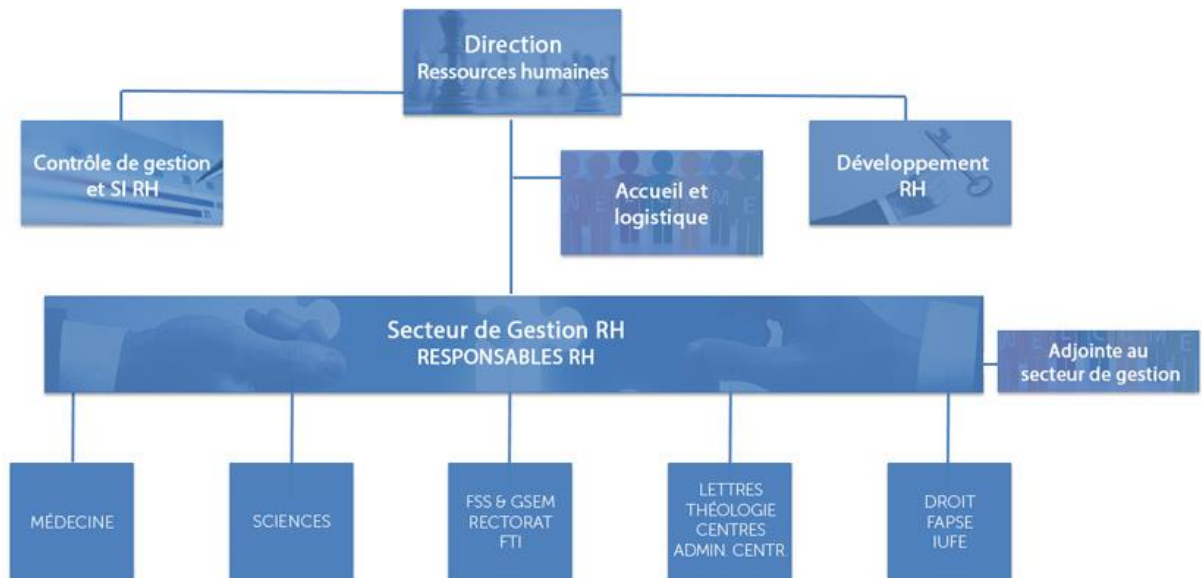 Direction
Ressources humaines
Contrôle de gestion
et SI RH
Accueil et
logistique
Développement
RH
Secteur de Gestion RH
RESPONSABLES RH
Adjointe au
secteur de gestion
MÉDECINE
SCIENCES
FSS & GSEM
RECTORAT
FTI
LETTRES
THÉOLOGIE
CENTRES
ADMIN. CENTR.
DROIT
FAPSE
IUFE